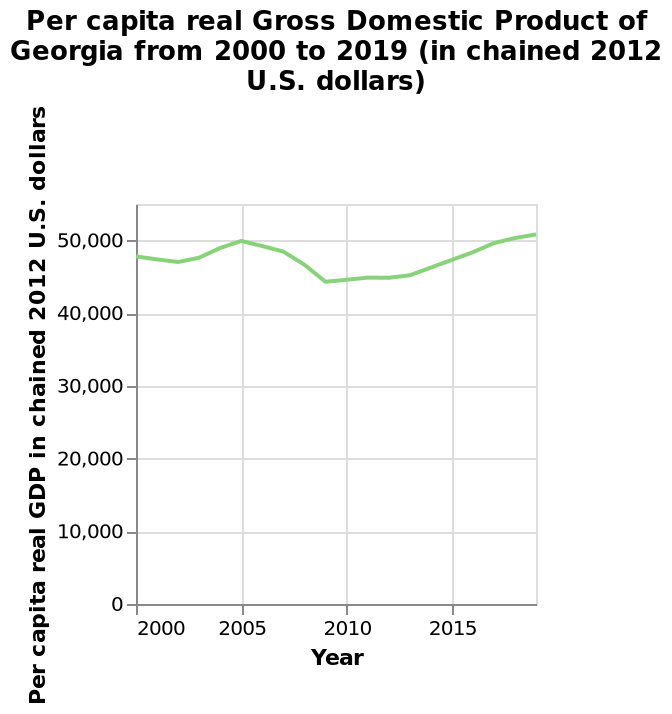 Per capita real Gross Domestic Product of
Georgia from 2000 to 2019 (in chained 2012
U.S. dollars)
Per capita real GDP in chained 2012 U.S. dollars
50,000
40,000
30,000
20,000
10,000
0
2000 2005 2010 2015
Year